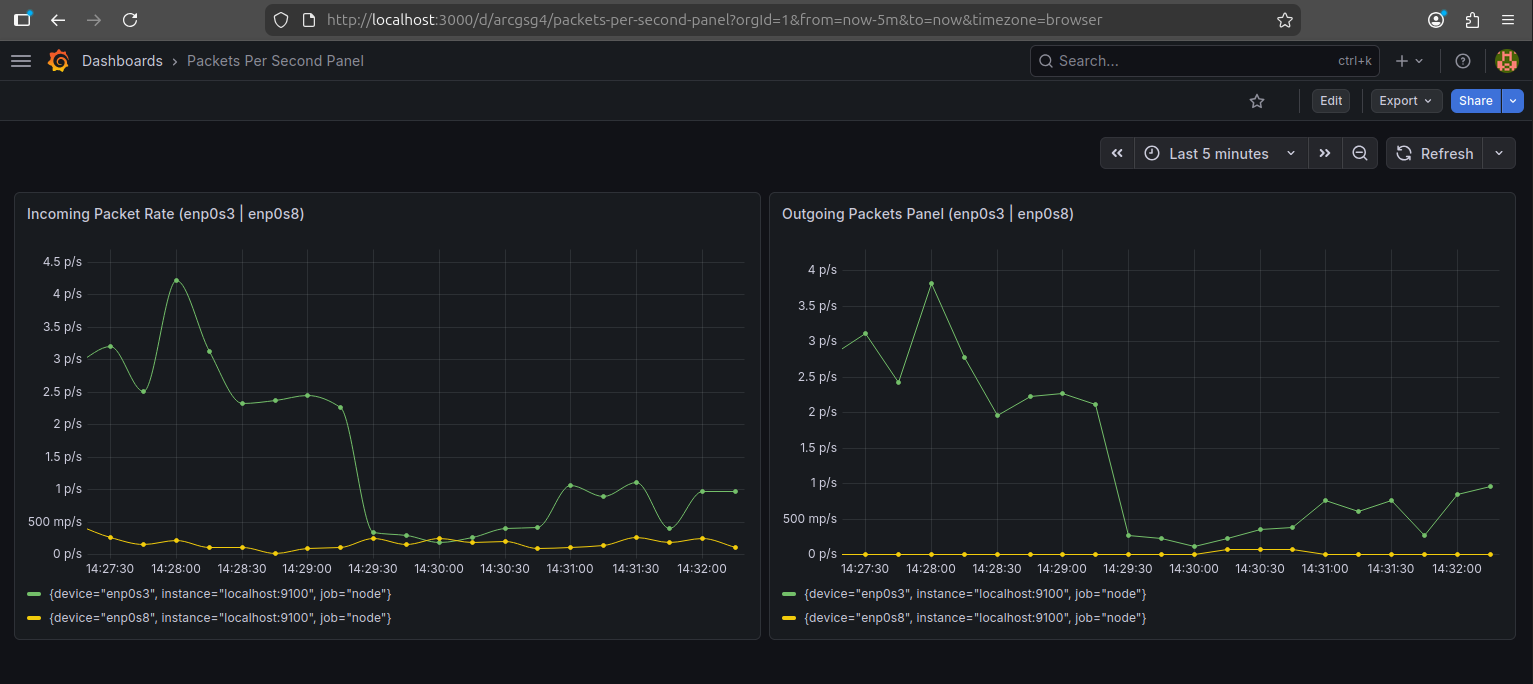 http://localhost:3000/d/arcgsg4/packets-per-second-panel?orgId=1&from=now-5m&to=now&timezone=browser
Dashboards › Packets Per Second Panel
Search... ctrl+k
Edit Export Share
Last 5 minutes Refresh
Incoming Packet Rate (enp0s3 | enp0s8)
4.5 p/s
4 p/s
3.5 p/s
3 p/s
2.5 p/s
2 p/s
1.5 p/s
1 p/s
500 mp/s
0 p/s
14:27:30 14:28:00 14:28:30 14:29:00 14:29:30 14:30:00 14:30:30 14:31:00 14:31:30 14:32:00
{device="enp0s3", instance="localhost:9100", job="node"}
{device="enp0s8", instance="localhost:9100", job="node"}
Outgoing Packets Panel (enp0s3 | enp0s8)
4 p/s
3.5 p/s
3 p/s
2.5 p/s
2 p/s
1.5 p/s
1 p/s
500 mp/s
0 p/s
14:27:30 14:28:00 14:28:30 14:29:00 14:29:30 14:30:00 14:30:30 14:31:00 14:31:30 14:32:00
{device="enp0s3", instance="localhost:9100", job="node"}
{device="enp0s8", instance="localhost:9100", job="node"}